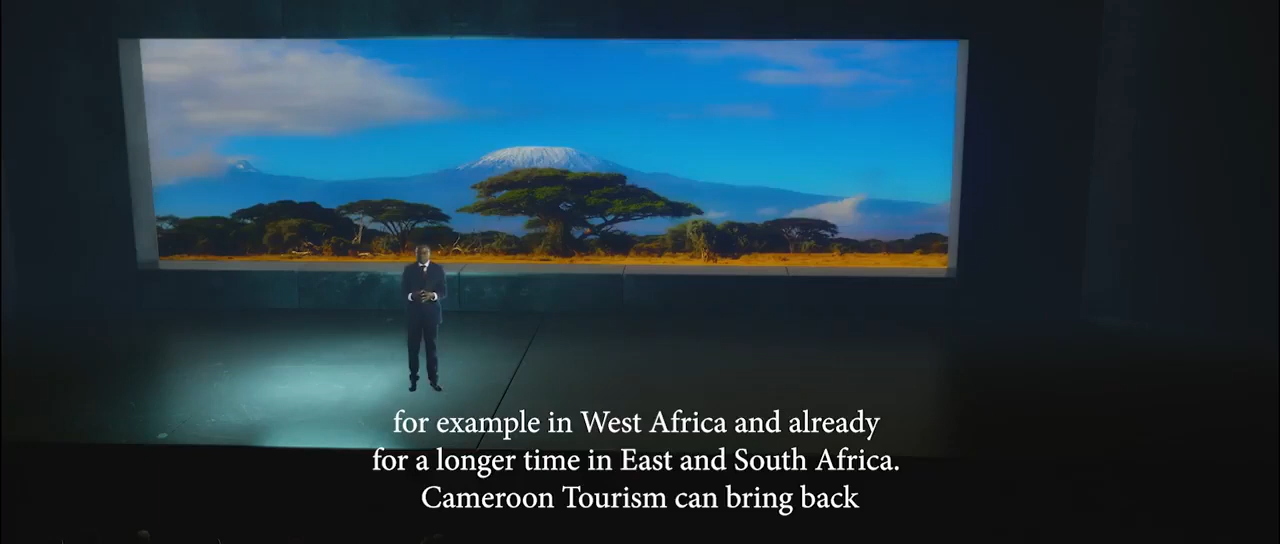 for example in West Africa and already
for a longer time in East and South Africa.
Cameroon Tourism can bring back